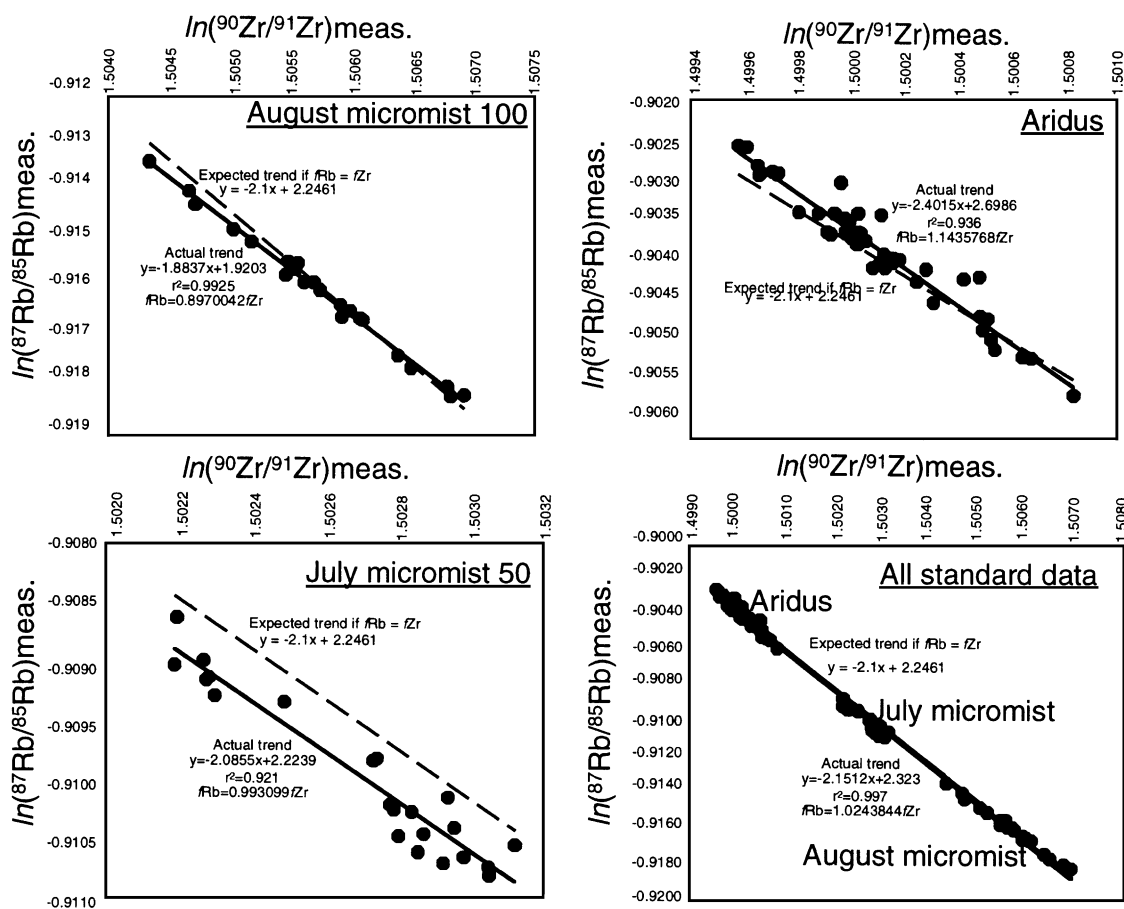 ln(⁹⁰Zr/⁹¹Zr)meas.
1.5040 1.5045 1.5050 1.5055 1.5060 1.5065 1.5070 1.5075
ln(⁸⁷Rb/⁸⁵Rb)meas.
-0.912
-0.913
-0.914
-0.915
-0.916
-0.917
-0.918
-0.919
August micromist 100
Expected trend if fRb = fZr
y = -2.1x + 2.2461
Actual trend
y=-1.8837x+1.9203
r²=0.9925
fRb=0.8970042fZr
ln(⁹⁰Zr/⁹¹Zr)meas.
1.4994 1.4996 1.4998 1.5000 1.5002 1.5004 1.5006 1.5008 1.5010
ln(⁸⁷Rb/⁸⁵Rb)meas.
-0.9020
-0.9025
-0.9030
-0.9035
-0.9040
-0.9045
-0.9050
-0.9055
-0.9060
Aridus
Actual trend
y=-2.4015x+2.6986
r²=0.936
fRb=1.1435768fZr
Expected trend if fRb = fZr
y = -2.1x + 2.2461
ln(⁹⁰Zr/⁹¹Zr)meas.
1.5020 1.5022 1.5024 1.5026 1.5028 1.5030 1.5032
ln(⁸⁷Rb/⁸⁵Rb)meas.
-0.9080
-0.9085
-0.9090
-0.9095
-0.9100
-0.9105
-0.9110
July micromist 50
Expected trend if fRb = fZr
y = -2.1x + 2.2461
Actual trend
y=-2.0855x+2.2239
r²=0.921
fRb=0.993099fZr
ln(⁹⁰Zr/⁹¹Zr)meas.
1.4990 1.5000 1.5010 1.5020 1.5030 1.5040 1.5050 1.5060 1.5070 1.5080
ln(⁸⁷Rb/⁸⁵Rb)meas.
-0.9000
-0.9020
-0.9040
-0.9060
-0.9080
-0.9100
-0.9120
-0.9140
-0.9160
-0.9180
-0.9200
All standard data
Aridus
Expected trend if fRb = fZr
y = -2.1x + 2.2461
July micromist
Actual trend
y=-2.1512x+2.323
r²=0.997
fRb=1.0243844fZr
August micromist